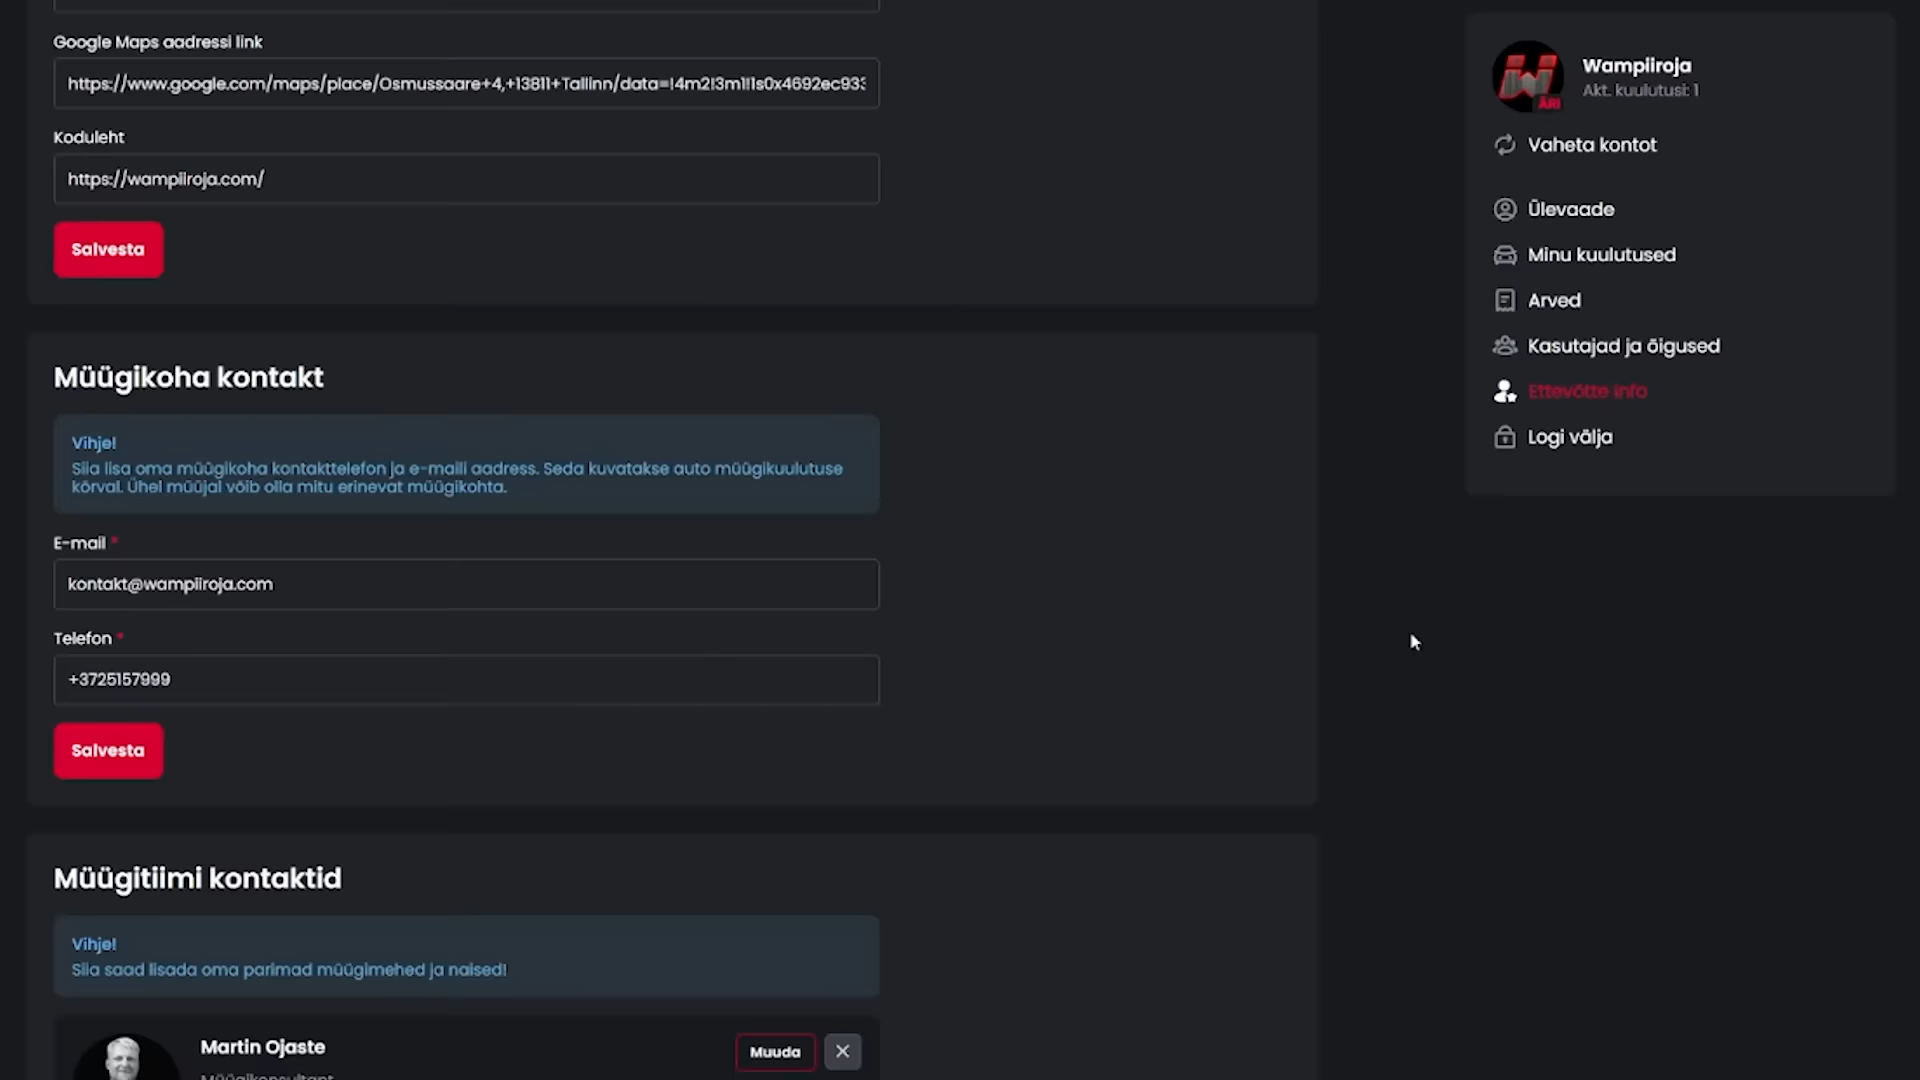 Google Maps aadressi link
https://www.google.com/maps/place/Osmussaare+4,+13811+Tallinn/data=!4m2!3m1!1s0x4692ec933
Koduleht
https://wampiiroja.com/
Salvesta
Müügikoha kontakt
Vihje!
Siia lisa oma müügikoha kontakttelefon ja e-maili aadress. Seda kuvatakse auto müügikuulutuse
kõrval. Ühel müüjal võib olla mitu erinevat müügikohta.
E-mail *
kontakt@wampiiroja.com
Telefon *
+3725157999
Salvesta
Müügitiimi kontaktid
Vihje!
Siia saad lisada oma parimad müügimehed ja naised!
Martin Ojaste
Muuda
Müügikonsultant
Wampiiroja
Akt. kuulutusi: 1
ÄRI
Vaheta kontot
Ülevaade
Minu kuulutused
Arved
Kasutajad ja õigused
Ettevõtte info
Logi välja